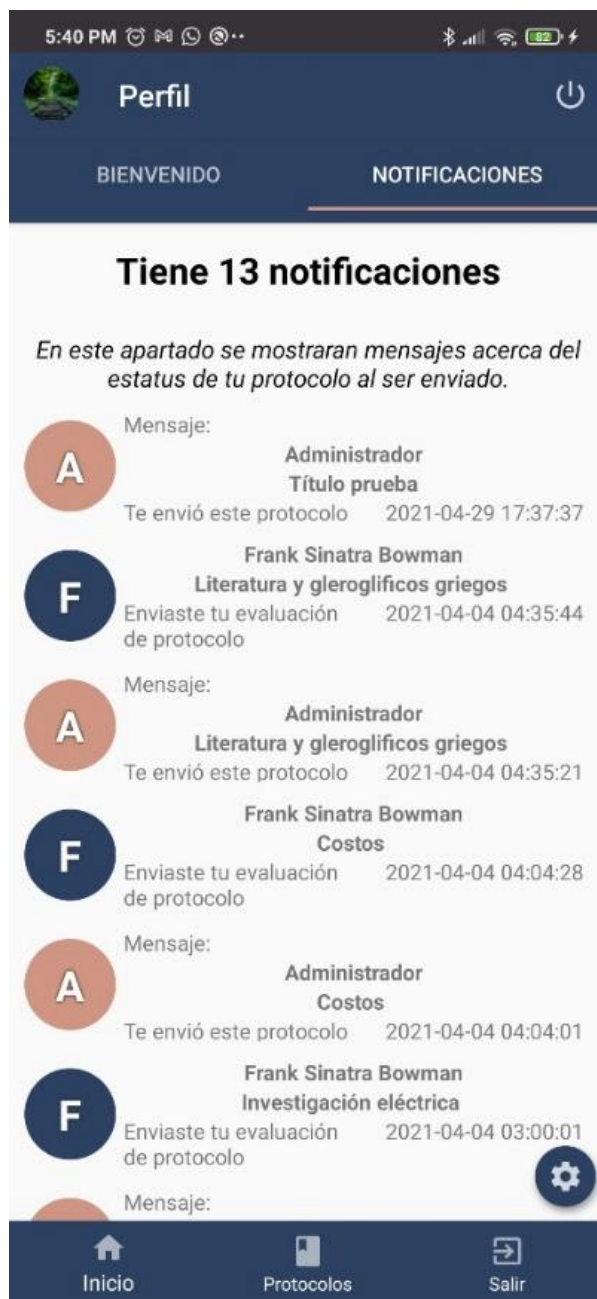 5:40 PM
82
Perfil
BIENVENIDO
NOTIFICACIONES
Tiene 13 notificaciones
En este apartado se mostraran mensajes acerca del
estatus de tu protocolo al ser enviado.
Mensaje:
A
Administrador
Título prueba
Te envió este protocolo 2021-04-29 17:37:37
F
Frank Sinatra Bowman
Literatura y gleroglificos griegos
Enviaste tu evaluación 2021-04-04 04:35:44
de protocolo
Mensaje:
A
Administrador
Literatura y gleroglificos griegos
Te envió este protocolo 2021-04-04 04:35:21
F
Frank Sinatra Bowman
Costos
Enviaste tu evaluación 2021-04-04 04:04:28
de protocolo
Mensaje:
A
Administrador
Costos
Te envió este protocolo 2021-04-04 04:04:01
F
Frank Sinatra Bowman
Investigación eléctrica
Enviaste tu evaluación 2021-04-04 03:00:01
de protocolo
Mensaje:
Inicio
Protocolos
Salir